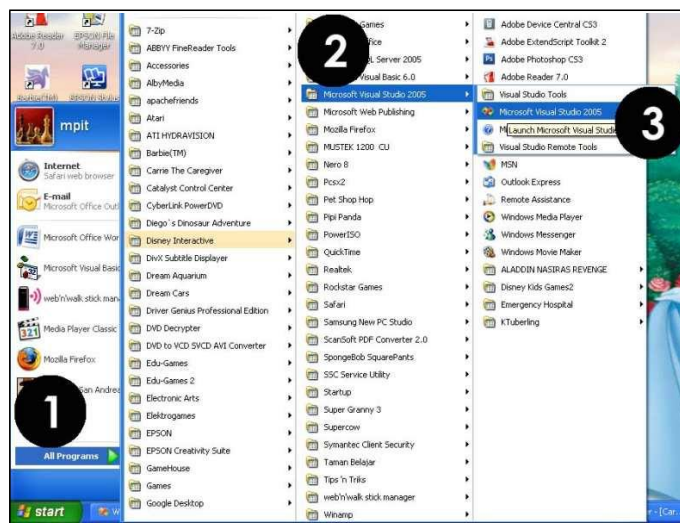 Adobe Reader 7.0
EPSON File Manager
Barbie(TM)
mpit
Internet
Safari web browser
E-mail
Microsoft Office Outl
Microsoft Office Wor
Microsoft Visual Basic
web'n'walk stick man
Media Player Classic
Mozilla Firefox
San Andrea
1
All Programs
start
7-Zip
ABBYY FineReader Tools
Accessories
AlbyMedia
apachefriends
Atari
ATI HYDRAVISION
Barbie(TM)
Carrie The Caregiver
Catalyst Control Center
CyberLink PowerDVD
Diego`s Dinosaur Adventure
Disney Interactive
DivX Subtitle Displayer
Dream Aquarium
Dream Cars
Driver Genius Professional Edition
DVD Decrypter
DVD to VCD SVCD AVI Converter
Edu-Games
Edu-Games 2
Electronic Arts
Elektrogames
EPSON
EPSON Creativity Suite
GameHouse
Games
Google Desktop
2
Games
ffice
L Server 2005
Visual Basic 6.0
Microsoft Visual Studio 2005
Microsoft Web Publishing
Mozilla Firefox
MUSTEK 1200 CU
Nero 8
Pcsx2
Pet Shop Hop
Pipi Panda
PowerISO
QuickTime
Realtek
Rockstar Games
Safari
Samsung New PC Studio
ScanSoft PDF Converter 2.0
SpongeBob SquarePants
SSC Service Utility
Startup
Super Granny 3
Supercow
Symantec Client Security
Taman Belajar
Tips 'n Triks
web'n'walk stick manager
Winamp
Adobe Device Central CS3
Adobe ExtendScript Toolkit 2
Adobe Photoshop CS3
Adobe Reader 7.0
Visual Studio Tools
Microsoft Visual Studio 2005
Launch Microsoft Visual Studi
3
Visual Studio Remote Tools
MSN
Outlook Express
Remote Assistance
Windows Media Player
Windows Messenger
Windows Movie Maker
ALADDIN NASIRAS REVENGE
Disney Kids Games2
Emergency Hospital
KTuberling
r - [Car...